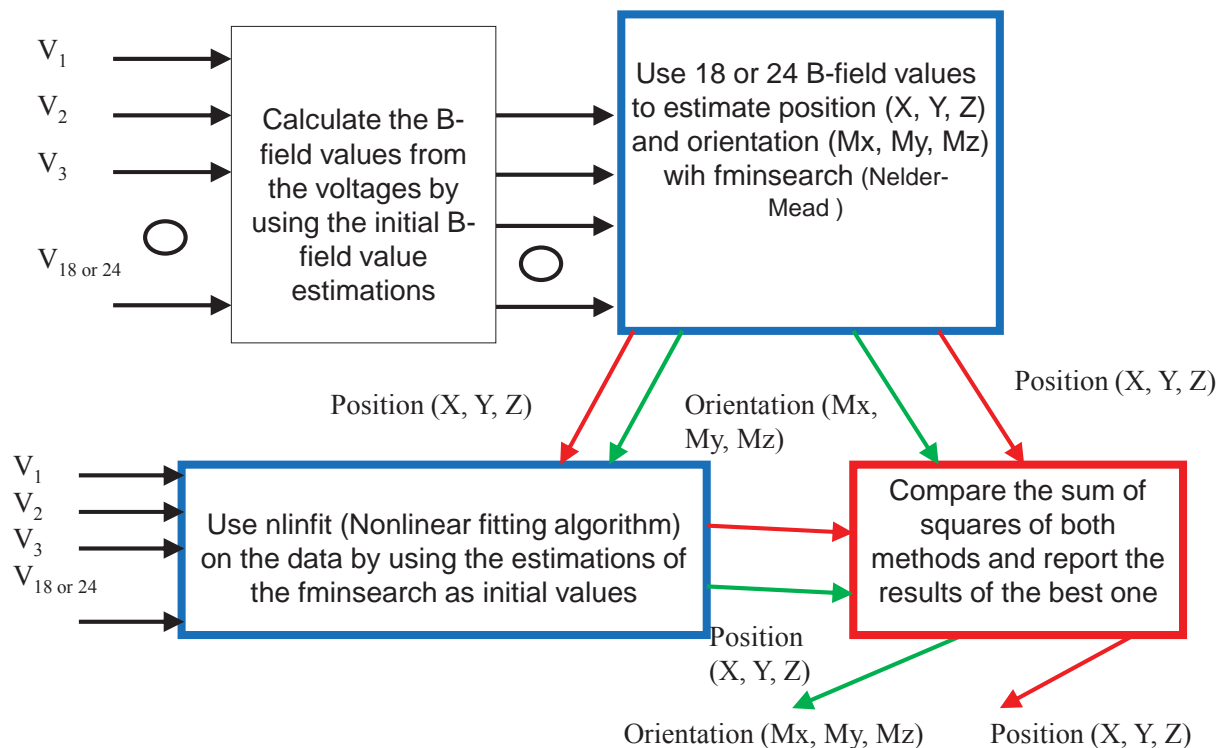 V1
V2
V3
V18 or 24
Calculate the B-
field values from
the voltages by
using the initial B-
field value
estimations
Use 18 or 24 B-field values
to estimate position (X, Y, Z)
and orientation (Mx, My, Mz)
wih fminsearch (Nelder-
Mead )
Position (X, Y, Z)
Orientation (Mx,
My, Mz)
Position (X, Y, Z)
V1
V2
V3
V18 or 24
Use nlinfit (Nonlinear fitting algorithm)
on the data by using the estimations of
the fminsearch as initial values
Compare the sum of
squares of both
methods and report the
results of the best one
Position
(X, Y, Z)
Orientation (Mx, My, Mz)
Position (X, Y, Z)